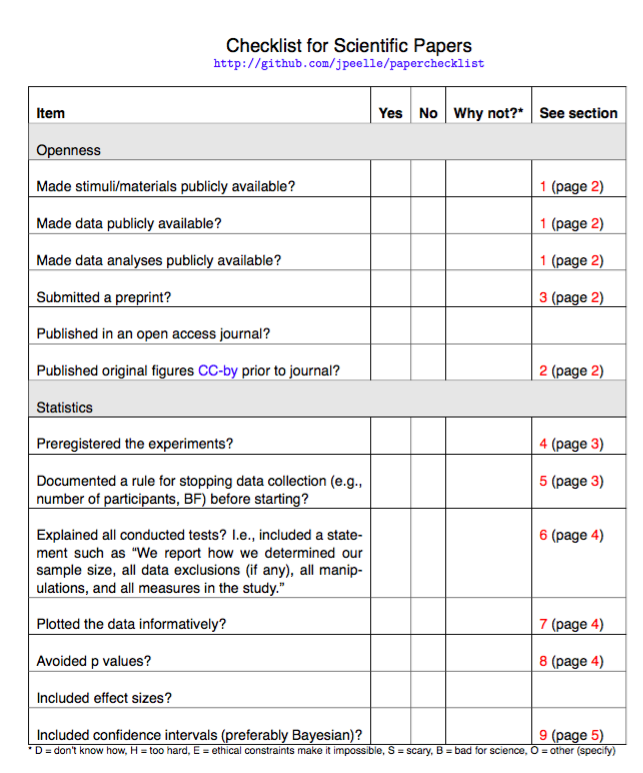 Checklist for Scientific Papers
http://github.com/jpeelle/paperchecklist
Item Yes No Why not?* See section
Openness
Made stimuli/materials publicly available? 1 (page 2)
Made data publicly available? 1 (page 2)
Made data analyses publicly available? 1 (page 2)
Submitted a preprint? 3 (page 2)
Published in an open access journal?
Published original figures CC-by prior to journal? 2 (page 2)
Statistics
Preregistered the experiments? 4 (page 3)
Documented a rule for stopping data collection (e.g., 5 (page 3)
number of participants, BF) before starting?
Explained all conducted tests? I.e., included a state- 6 (page 4)
ment such as “We report how we determined our
sample size, all data exclusions (if any), all manip-
ulations, and all measures in the study.”
Plotted the data informatively? 7 (page 4)
Avoided p values? 8 (page 4)
Included effect sizes?
Included confidence intervals (preferably Bayesian)? 9 (page 5)
* D = don't know how, H = too hard, E = ethical constraints make it impossible, S = scary, B = bad for science, O = other (specify)